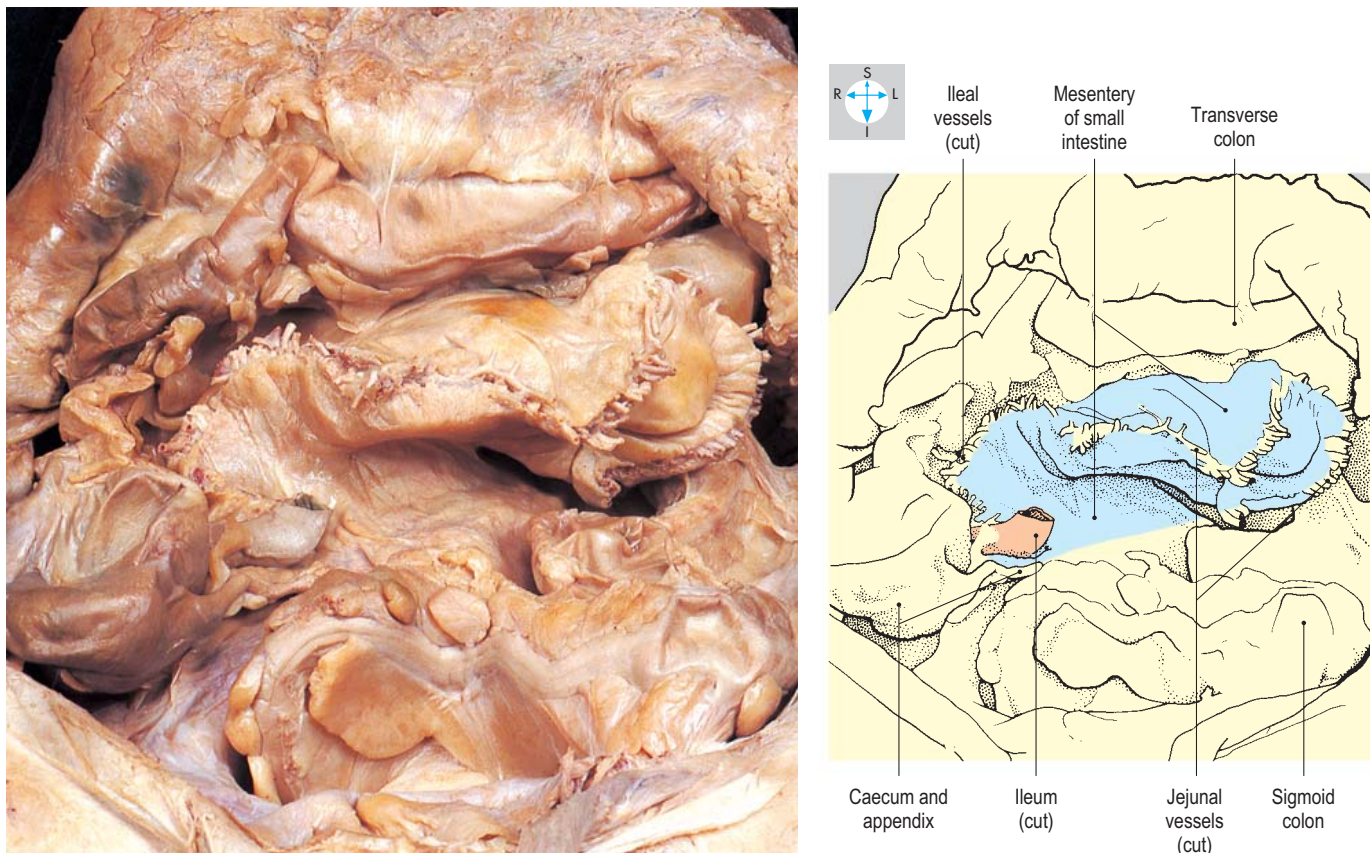 S
R L
I
Ileal
vessels
(cut)
Mesentery
of small
intestine
Transverse
colon
Caecum and
appendix
Ileum
(cut)
Jejunal
vessels
(cut)
Sigmoid
colon